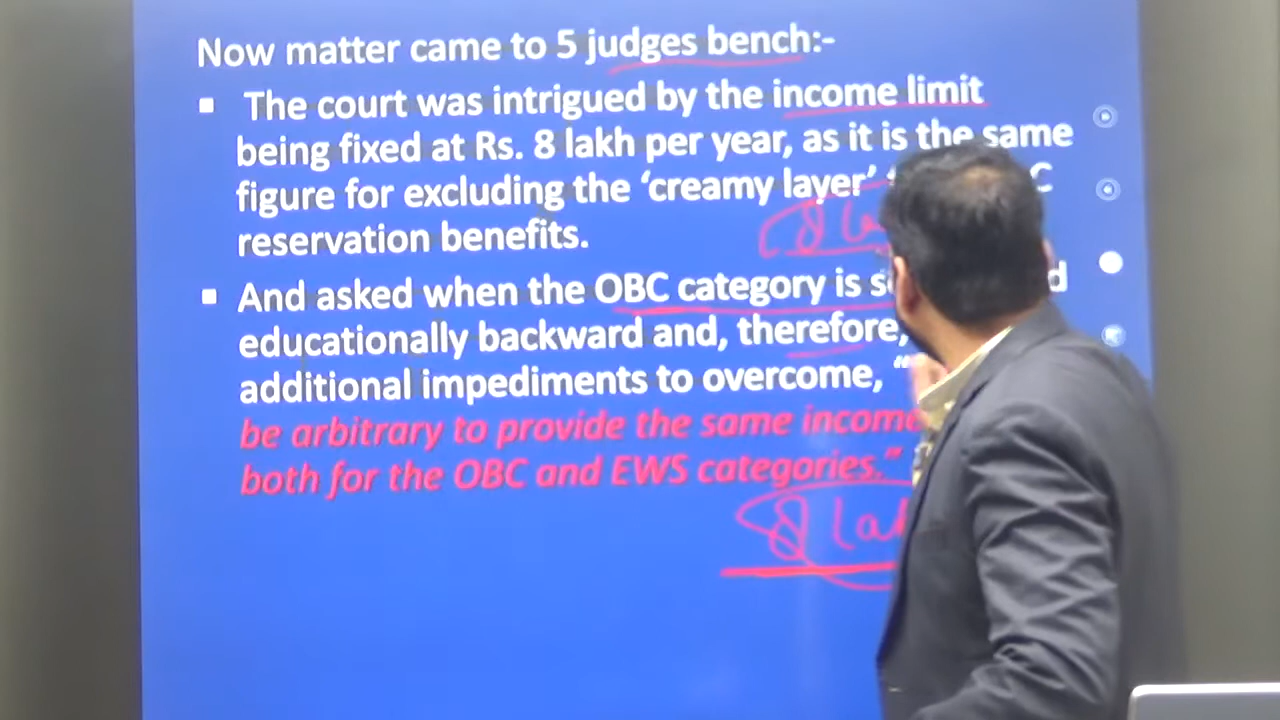 Now matter came to 5 judges bench:-
▪ The court was intrigued by the income limit
being fixed at Rs. 8 lakh per year, as it is the same
figure for excluding the ‘creamy layer’ C
reservation benefits.
8
▪ And asked when the OBC category is d
educationally backward and, therefore,
additional impediments to overcome, “
be arbitrary to provide the same income
both for the OBC and EWS categories.”
8 la